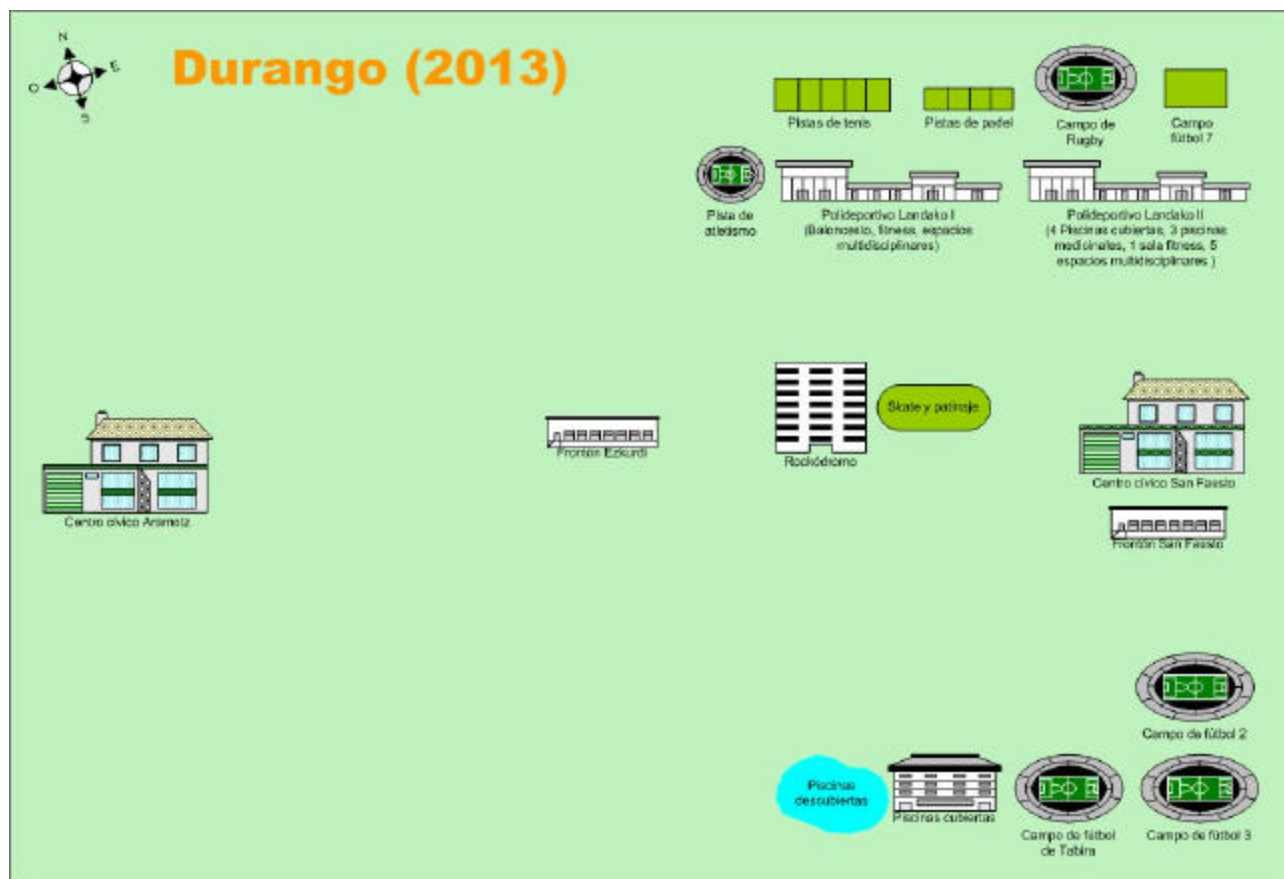 N
E
O
S
Durango (2013)
Pistas de tenis
Pistas de padel
Campo de
Rugby
Campo
fútbol 7
Pista de
atletismo
Polideportivo Landako I
(Baloncesto, fitness, espacios
multidisciplinares)
Polideportivo Landako II
(4 Piscinas cubiertas, 3 piscinas
medicinales, 1 sala fitness, 5
espacios multidisciplinares )
Frontón Ezkurdi
Rockódromo
Skate y patinaje
Centro cívico San Fausto
Centro cívico Aramotz
Frontón San Fausto
Campo de fútbol 2
Piscinas
descubiertas
Piscinas cubiertas
Campo de fútbol
de Tabira
Campo de fútbol 3